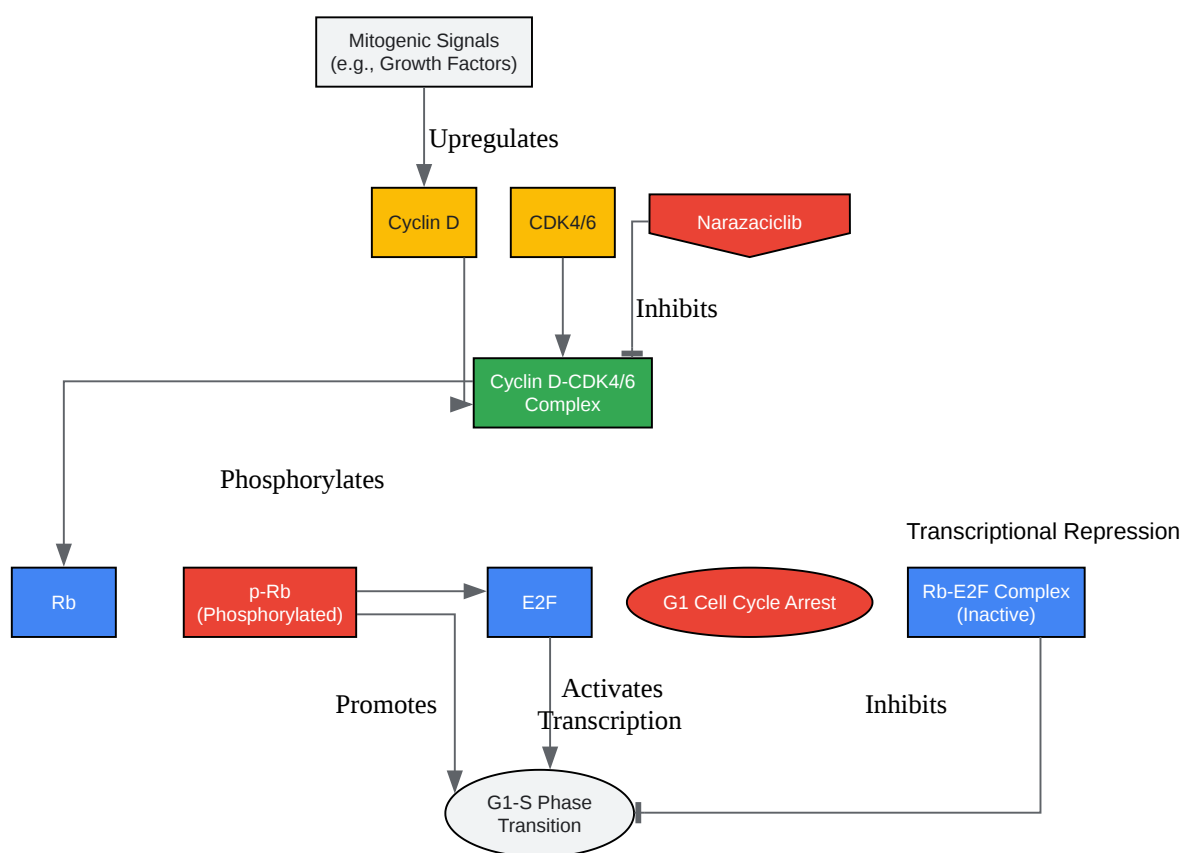 Mitogenic Signals
(e.g., Growth Factors)
Upregulates
Cyclin D
CDK4/6
Narazaciclib
Inhibits
Cyclin D-CDK4/6
Complex
Phosphorylates
Transcriptional Repression
Rb
p-Rb
(Phosphorylated)
E2F
G1 Cell Cycle Arrest
Rb-E2F Complex
(Inactive)
Promotes
Activates
Transcription
Inhibits
G1-S Phase
Transition